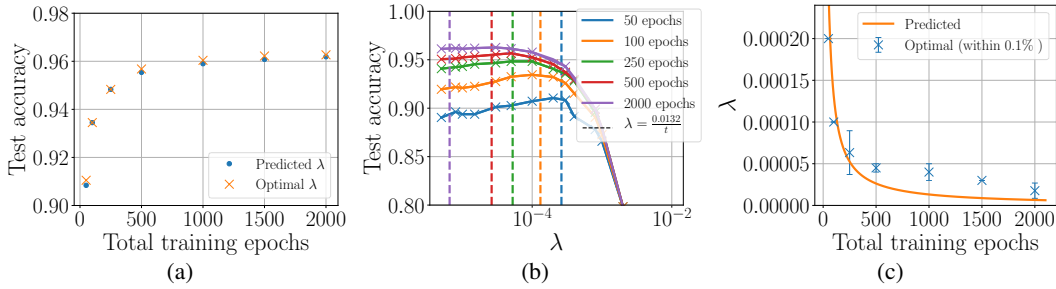 Test accuracy
0.98
0.96
0.94
0.92
0.90
0
500
1000
1500
2000
Total training epochs
Predicted λ
Optimal λ
(a)
Test accuracy
1.00
0.95
0.90
0.85
0.80
10⁻⁴
10⁻²
λ
50 epochs
100 epochs
250 epochs
500 epochs
2000 epochs
λ = 0.0132/t
(b)
λ
0.00020
0.00015
0.00010
0.00005
0.00000
0
500
1000
1500
2000
Total training epochs
Predicted
Optimal (within 0.1% )
(c)